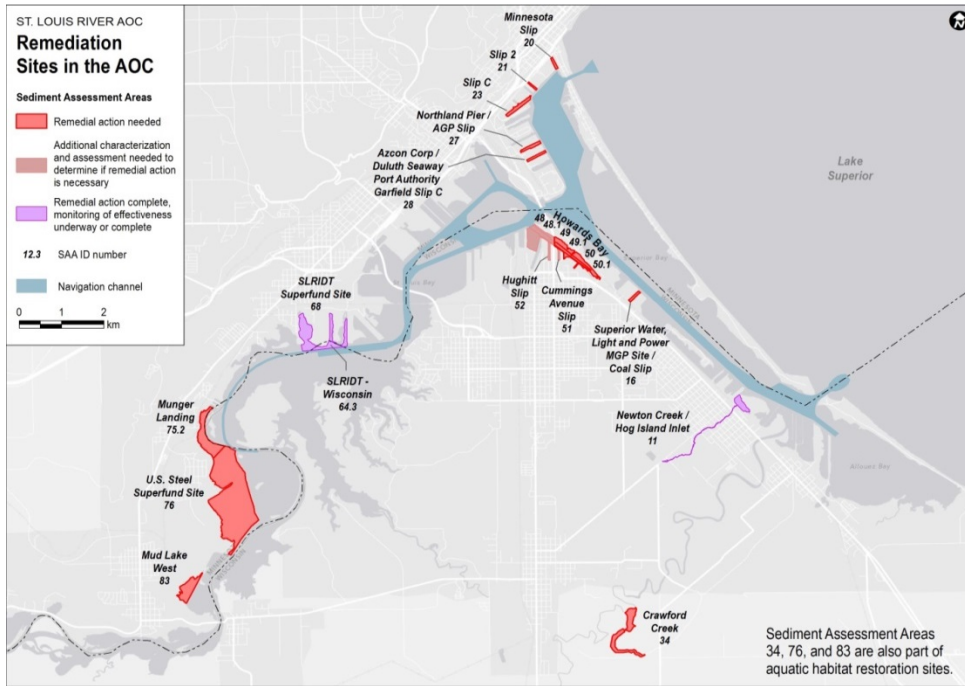 ST. LOUIS RIVER AOC
Remediation
Sites in the AOC
Sediment Assessment Areas
Remedial action needed
Additional characterization
and assessment needed to
determine if remedial action
is necessary
Remedial action complete,
monitoring of effectiveness
underway or complete
12.3 SAA ID number
Navigation channel
0 1 2
km
N
Minnesota
Slip
20
Slip 2
21
Slip C
23
Northland Pier /
AGP Slip
27
Azcon Corp /
Duluth Seaway
Port Authority
Garfield Slip C
28
Lake
Superior
Howards Bay
48
48.1
49
49.1
50
50.1
WISCONSIN
MINNESOTA
Hughitt
Slip
52
Cummings
Avenue
Slip
51
Superior Water,
Light and Power
MGP Site /
Coal Slip
16
SLRIDT
Superfund Site
68
SLRIDT -
Wisconsin
64.3
Newton Creek /
Hog Island Inlet
11
Allouez Bay
Munger
Landing
75.2
U.S. Steel
Superfund Site
76
Mud Lake
West
83
Crawford
Creek
34
Sediment Assessment Areas
34, 76, and 83 are also part of
aquatic habitat restoration sites.